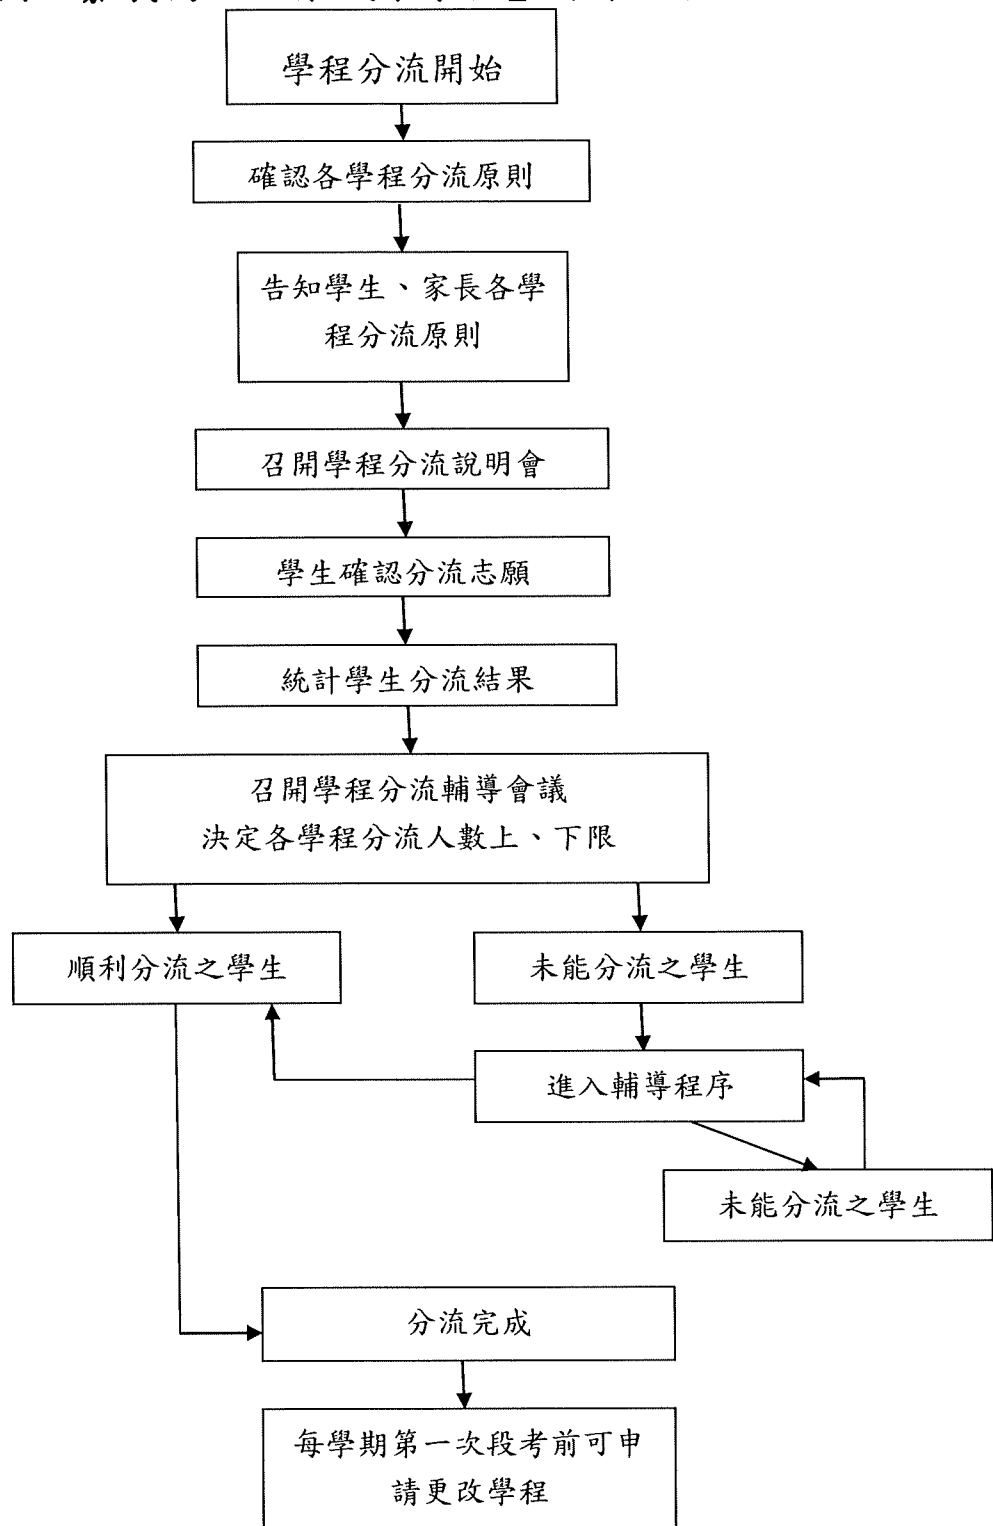 學程分流開始
確認各學程分流原則
告知學生、家長各學
程分流原則
召開學程分流說明會
學生確認分流志願
統計學生分流結果
召開學程分流輔導會議
決定各學程分流人數上、下限
順利分流之學生
未能分流之學生
進入輔導程序
未能分流之學生
分流完成
每學期第一次段考前可申
請更改學程